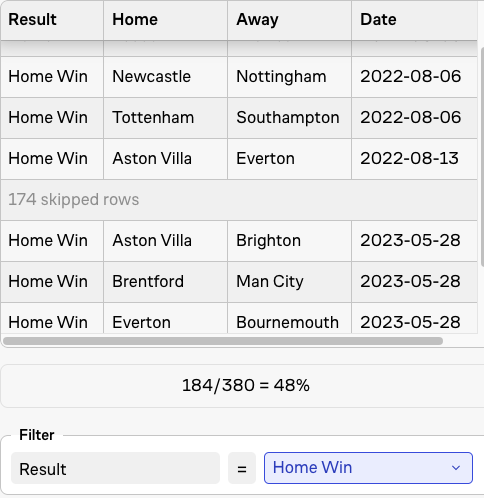 Result Home Away Date
Home Win Newcastle Nottingham 2022-08-06
Home Win Tottenham Southampton 2022-08-06
Home Win Aston Villa Everton 2022-08-13
174 skipped rows
Home Win Aston Villa Brighton 2023-05-28
Home Win Brentford Man City 2023-05-28
Home Win Everton Bournemouth 2023-05-28
184/380 = 48%
Filter
Result = Home Win